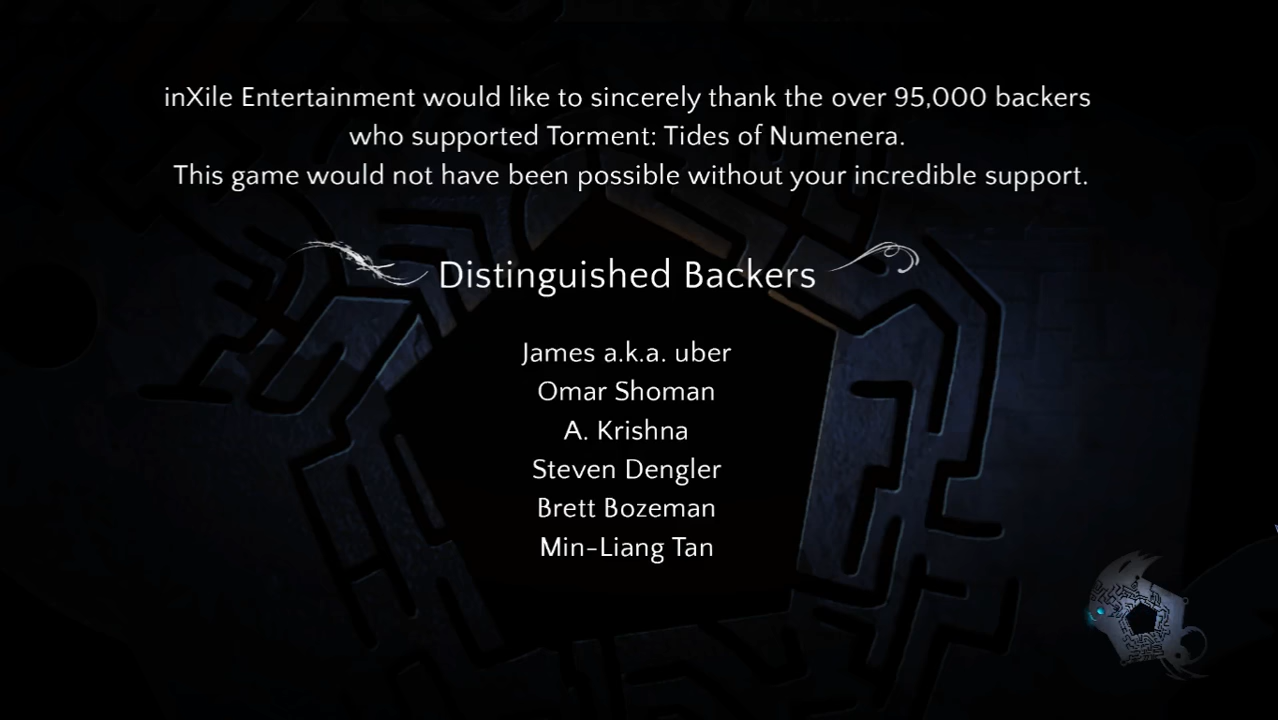 inXile Entertainment would like to sincerely thank the over 95,000 backers
who supported Torment: Tides of Numenera.
This game would not have been possible without your incredible support.
Distinguished Backers
James a.k.a. uber
Omar Shoman
A. Krishna
Steven Dengler
Brett Bozeman
Min-Liang Tan